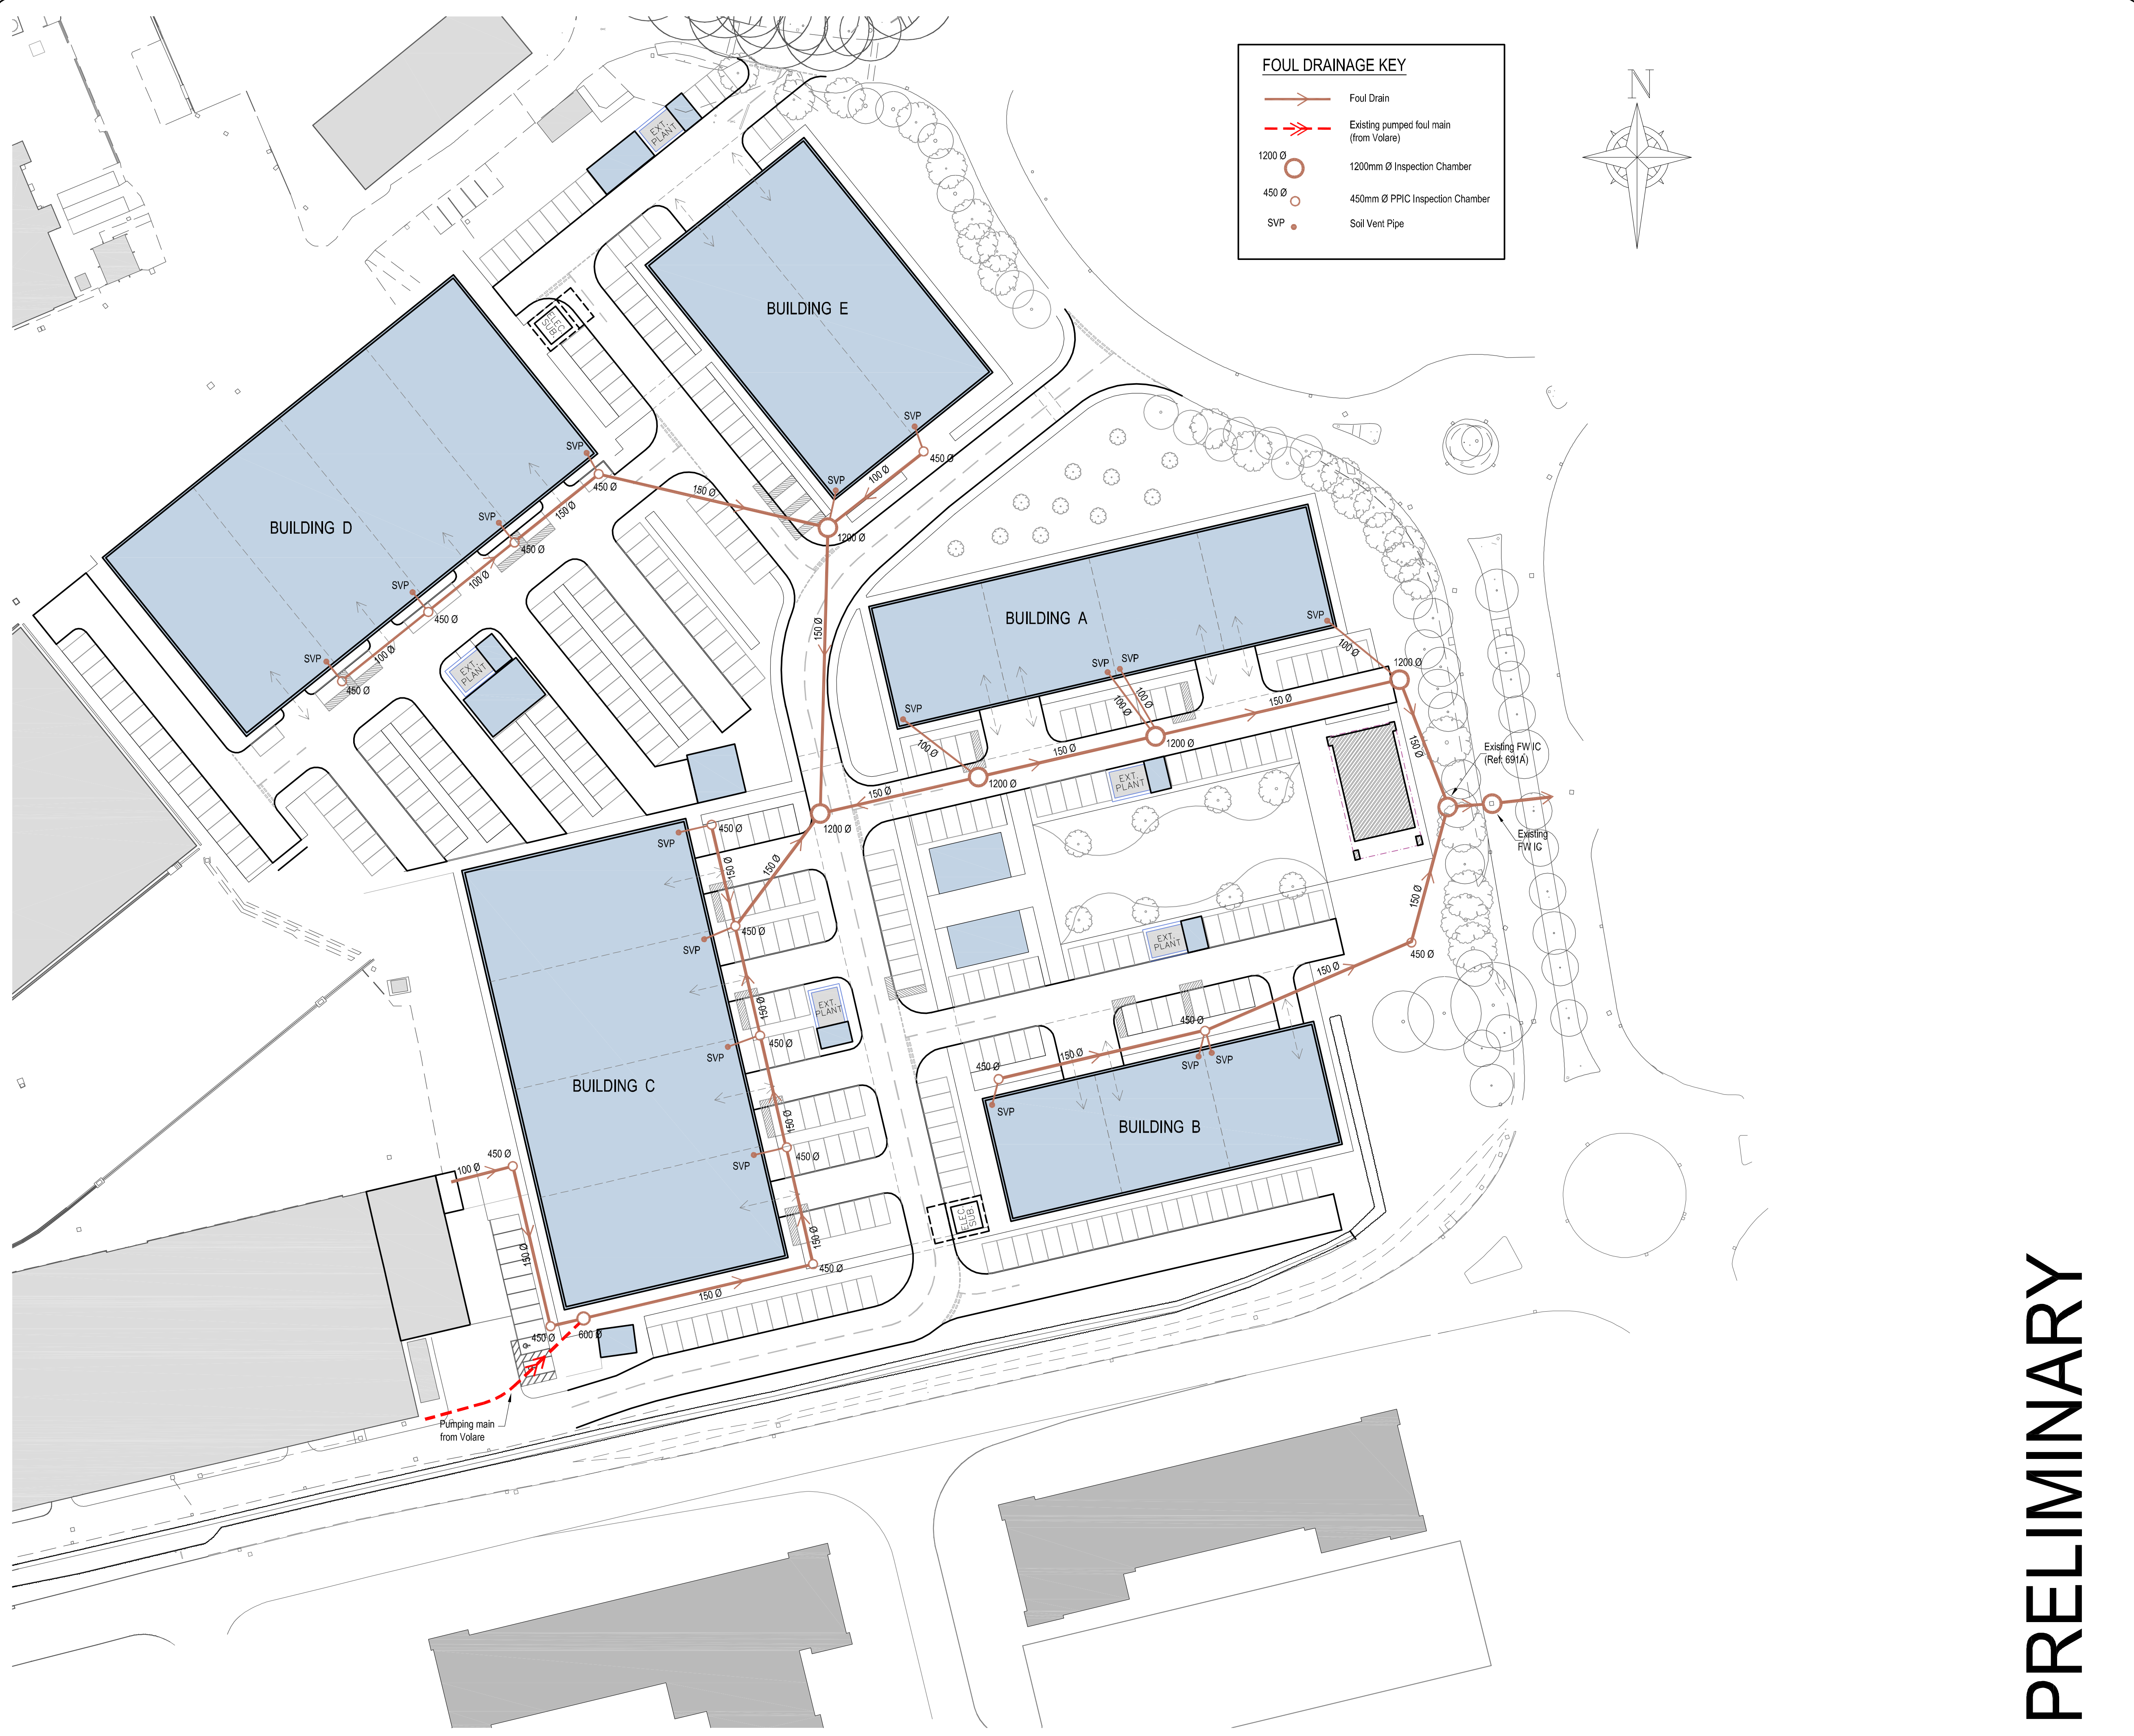 FOUL DRAINAGE KEY
Foul Drain
Existing pumped foul main
(from Volare)
1200 Ø
1200mm Ø Inspection Chamber
450 Ø
450mm Ø PPIC Inspection Chamber
SVP
Soil Vent Pipe
N
EXT.
PLANT
ELEC
SUB
BUILDING E
SVP
450 Ø
100 Ø
SVP
1200 Ø
BUILDING D
SVP
450 Ø
150 Ø
150 Ø
SVP
450 Ø
100 Ø
SVP
450 Ø
100 Ø
SVP
450 Ø
EXT.
PLANT
150 Ø
BUILDING A
SVP
100 Ø
1200 Ø
SVP
SVP
100 Ø
100 Ø
150 Ø
1200 Ø
SVP
100 Ø
150 Ø
1200 Ø
150 Ø
1200 Ø
EXT.
PLANT
150 Ø
Existing FW IC
(Ref: 691A)
Existing
FW IC
150 Ø
450 Ø
150 Ø
EXT.
PLANT
450 Ø
SVP
150 Ø
150 Ø
450 Ø
SVP
150 Ø
EXT.
PLANT
450 Ø
SVP
150 Ø
450 Ø
SVP
150 Ø
450 Ø
BUILDING C
450 Ø
150 Ø
450 Ø
SVP
SVP
SVP
BUILDING B
ELEC
SUB
100 Ø
450 Ø
150 Ø
150 Ø
450 Ø
600 Ø
Pumping main
from Volare
PRELIMINARY